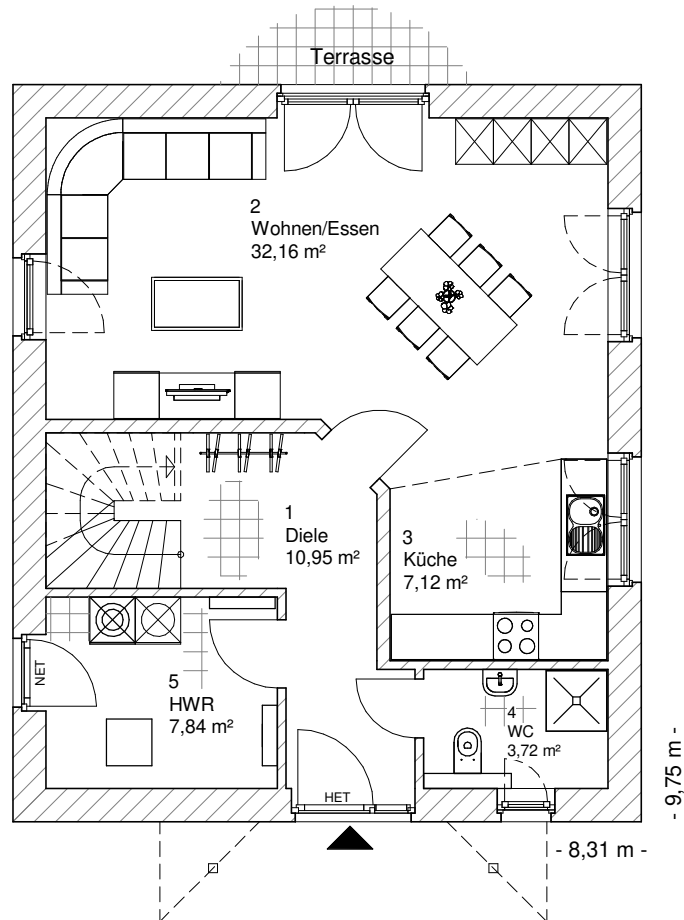 Terrasse
2
Wohnen/Essen
32,16 m²
1
Diele
10,95 m²
3
Küche
7,12 m²
NET
5
HWR
7,84 m²
4
WC
3,72 m²
HET
- 9,75 m -
- 8,31 m -